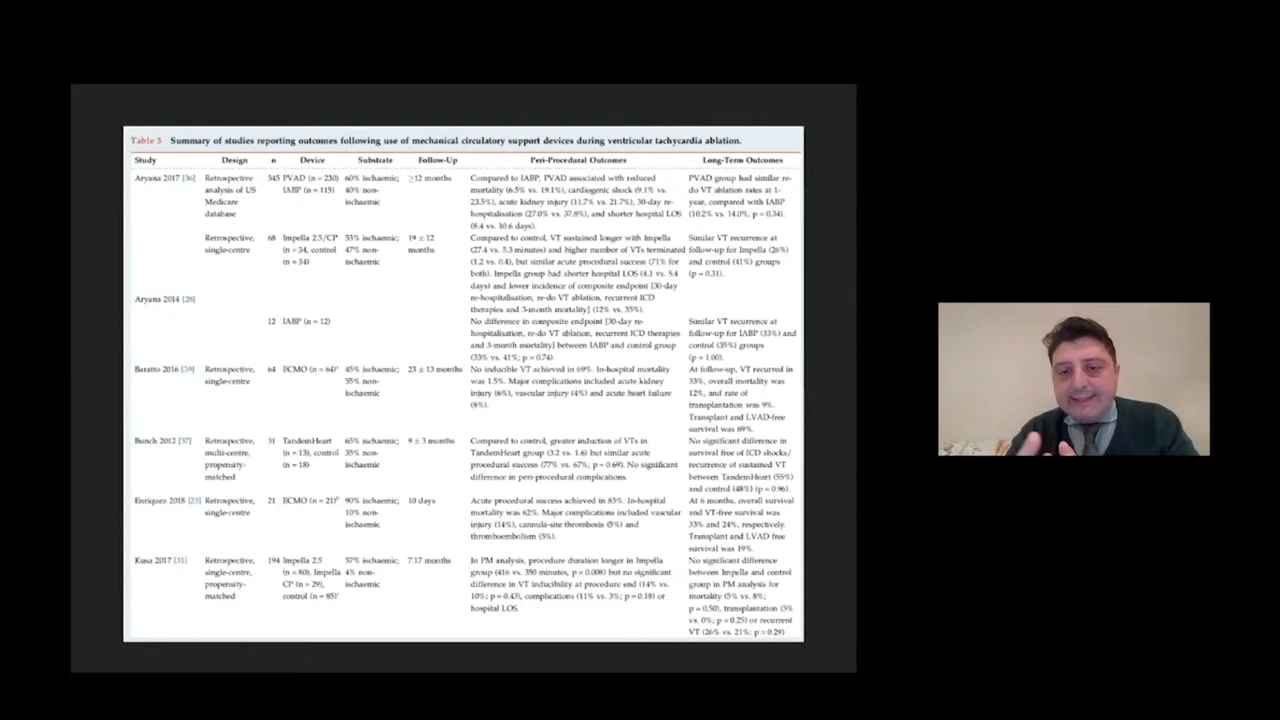 Table 3 Summary of studies reporting outcomes following use of mechanical circulatory support devices during ventricular tachycardia ablation.
Study Design n Device Substrate Follow-Up Peri-Procedural Outcomes Long-Term Outcomes
Aryana 2017 [36] Retrospective 345 PVAD (n = 230) 60% ischaemic; ≥12 months Compared to IABP, PVAD associated with reduced PVAD group had similar re-
analysis of US IABP (n = 115) 40% non- mortality (6.5% vs. 19.1%), cardiogenic shock (9.1% vs. do VT ablation rates at 1-
Medicare ischaemic 23.5%), acute kidney injury (11.7% vs. 21.7%), 30-day re- year, compared with IABP
database hospitalisation (27.0% vs. 37.8%), and shorter hospital LOS (10.2% vs. 14.0%; p = 0.34).
(8.4 vs. 10.6 days).
Retrospective, 68 Impella 2.5/CP 53% ischaemic; 19 ± 12 Compared to control, VT sustained longer with Impella Similar VT recurrence at
single-centre (n = 34, control 47% non- months (27.4 vs. 5.3 minutes) and higher number of VTs terminated follow-up for Impella (26%)
(n = 34) ischaemic (1.2 vs. 0.4), but similar acute procedural success (71% for and control (41%) groups
both). Impella group had shorter hospital LOS (4.1 vs. 5.4 (p = 0.31).
days) and lower incidence of composite endpoint [30-day
Aryana 2014 [28] re-hospitalisation, re-do VT ablation, recurrent ICD
therapies and 3-month mortality] (12% vs. 35%).
12 IABP (n = 12) No difference in composite endpoint [30-day re- Similar VT recurrence at
hospitalisation, re-do VT ablation, recurrent ICD therapies follow-up for IABP (33%) and
and 3-month mortality] between IABP and control group control (35%) groups
(33% vs. 41%; p = 0.74). (p = 1.00).
Baratto 2016 [39] Retrospective, 64 ECMO (n = 64) 45% ischaemic; 23 ± 13 months No inducible VT achieved in 69%. In-hospital mortality At follow-up, VT recurred in
single-centre 55% non- was 1.5%. Major complications included acute kidney 33%, overall mortality was
ischaemic injury (6%), vascular injury (4%) and acute heart failure 12%, and rate of
(8%). transplantation was 9%.
Transplant and LVAD-free
survival was 69%.
Bunch 2012 [37] Retrospective, 31 TandemHeart 65% ischaemic; 9 ± 3 months Compared to control, greater induction of VTs in No significant difference in
multi-centre, (n = 13), control 35% non- TandemHeart group (3.2 vs. 1.6) but similar acute survival free of ICD shocks/
propensity- (n = 18) ischaemic procedural success (77% vs. 67%; p = 0.69). No significant recurrence of sustained VT
matched difference in peri-procedural complications. between TandemHeart (55%)
and control (48%) (p = 0.96).
Enriquez 2018 [23] Retrospective, 21 ECMO (n = 21) 90% ischaemic; 10 days Acute procedural success achieved in 83%. In-hospital At 6 months, overall survival
single-centre 10% non- mortality was 62%. Major complications included vascular and VT-free survival was
ischaemic injury (14%), cannula-site thrombosis (5%) and 33% and 24%, respectively.
thromboembolism (5%). Transplant and LVAD free
survival was 19%.
Kusa 2017 [31] Retrospective, 194 Impella 2.5 57% ischaemic; 7.17 months In PM analysis, procedure duration longer in Impella No significant difference
single-centre, (n = 80), Impella 4% non- group (416 vs. 350 minutes, p = 0.008) but no significant between Impella and control
propensity- CP (n = 29), ischaemic difference in VT inducibility at procedure end (14% vs. group in PM analysis for
matched control (n = 85) 10%; p = 0.43), complications (11% vs. 3%; p = 0.18) or mortality (5% vs. 8%;
hospital LOS. p = 0.50), transplantation (5%
vs. 0%; p = 0.25) or recurrent
VT (26% vs. 21%; p = 0.29)